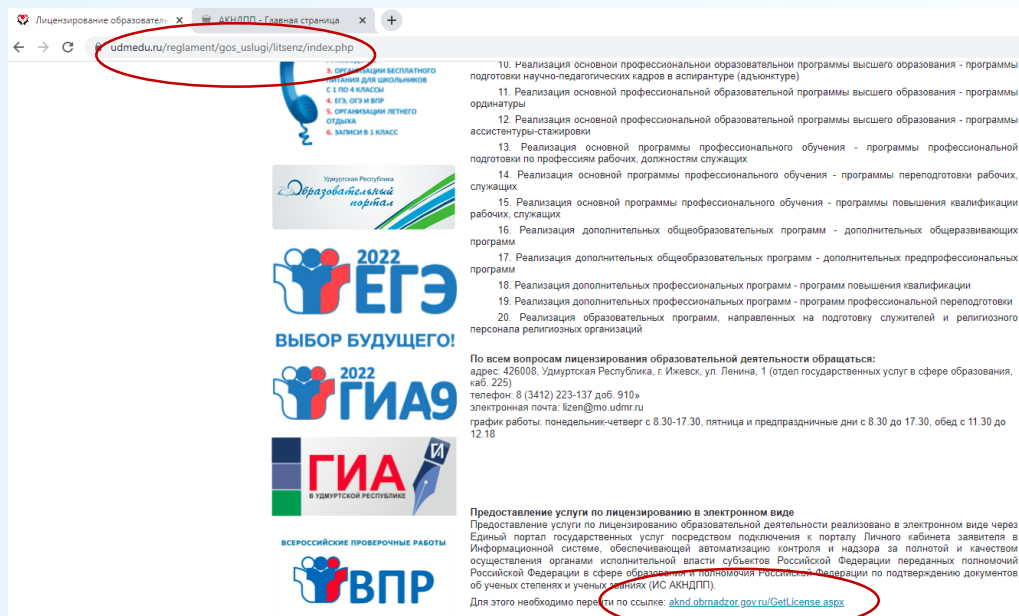 Лицензирование образователь
АКНДПП - Главная страница
udmedu.ru/reglament/gos_uslugi/litsenz/index.php
3. ОРГАНИЗАЦИИ БЕСПЛАТНОГО
ПИТАНИЯ ДЛЯ ШКОЛЬНИКОВ
С 1 ПО 4 КЛАССЫ
4. ЕГЭ, ОГЭ И ВПР
5. ОРГАНИЗАЦИИ ЛЕТНЕГО
ОТДЫХА
6. ЗАПИСИ В 1 КЛАСС
Удмуртская Республика
Образовательный
портал
2022
ЕГЭ
ВЫБОР БУДУЩЕГО!
2022
ГИА9
ГИА
В УДМУРТСКОЙ РЕСПУБЛИКЕ
ВСЕРОССИЙСКИЕ ПРОВЕРОЧНЫЕ РАБОТЫ
ВПР
10. Реализация основной профессиональной образовательной программы высшего образования - программы
подготовки научно-педагогических кадров в аспирантуре (адъюнктуре)
11. Реализация основной профессиональной образовательной программы высшего образования - программы
ординатуры
12. Реализация основной профессиональной образовательной программы высшего образования - программы
ассистентуры-стажировки
13. Реализация основной программы профессионального обучения - программы профессиональной
подготовки по профессиям рабочих, должностям служащих
14. Реализация основной программы профессионального обучения - программы переподготовки рабочих,
служащих
15. Реализация основной программы профессионального обучения - программы повышения квалификации
рабочих, служащих
16. Реализация дополнительных общеобразовательных программ - дополнительных общеразвивающих
программ
17. Реализация дополнительных общеобразовательных программ - дополнительных предпрофессиональных
программ
18. Реализация дополнительных профессиональных программ - программ повышения квалификации
19. Реализация дополнительных профессиональных программ - программ профессиональной переподготовки
20. Реализация образовательных программ, направленных на подготовку служителей и религиозного
персонала религиозных организаций
По всем вопросам лицензирования образовательной деятельности обращаться:
адрес: 426008, Удмуртская Республика, г. Ижевск, ул. Ленина, 1 (отдел государственных услуг в сфере образования,
каб. 225)
телефон: 8 (3412) 223-137 доб. 910»
электронная почта: lizen@mo.udmr.ru
график работы: понедельник-четверг с 8.30-17.30, пятница и предпраздничные дни с 8.30 до 17.30, обед с 11.30 до
12.18
Предоставление услуги по лицензированию в электронном виде
Предоставление услуги по лицензированию образовательной деятельности реализовано в электронном виде через
Единый портал государственных услуг посредством подключения к порталу Личного кабинета заявителя в
Информационной системе, обеспечивающей автоматизацию контроля и надзора за полнотой и качеством
осуществления органами исполнительной власти субъектов Российской Федерации переданных полномочий
Российской Федерации в сфере образования и полномочия Российской Федерации по подтверждению документов
об ученых степенях и ученых званиях (ИС АКНДПП).
Для этого необходимо перейти по ссылке: aknd.obrnadzor.gov.ru/GetLicense.aspx